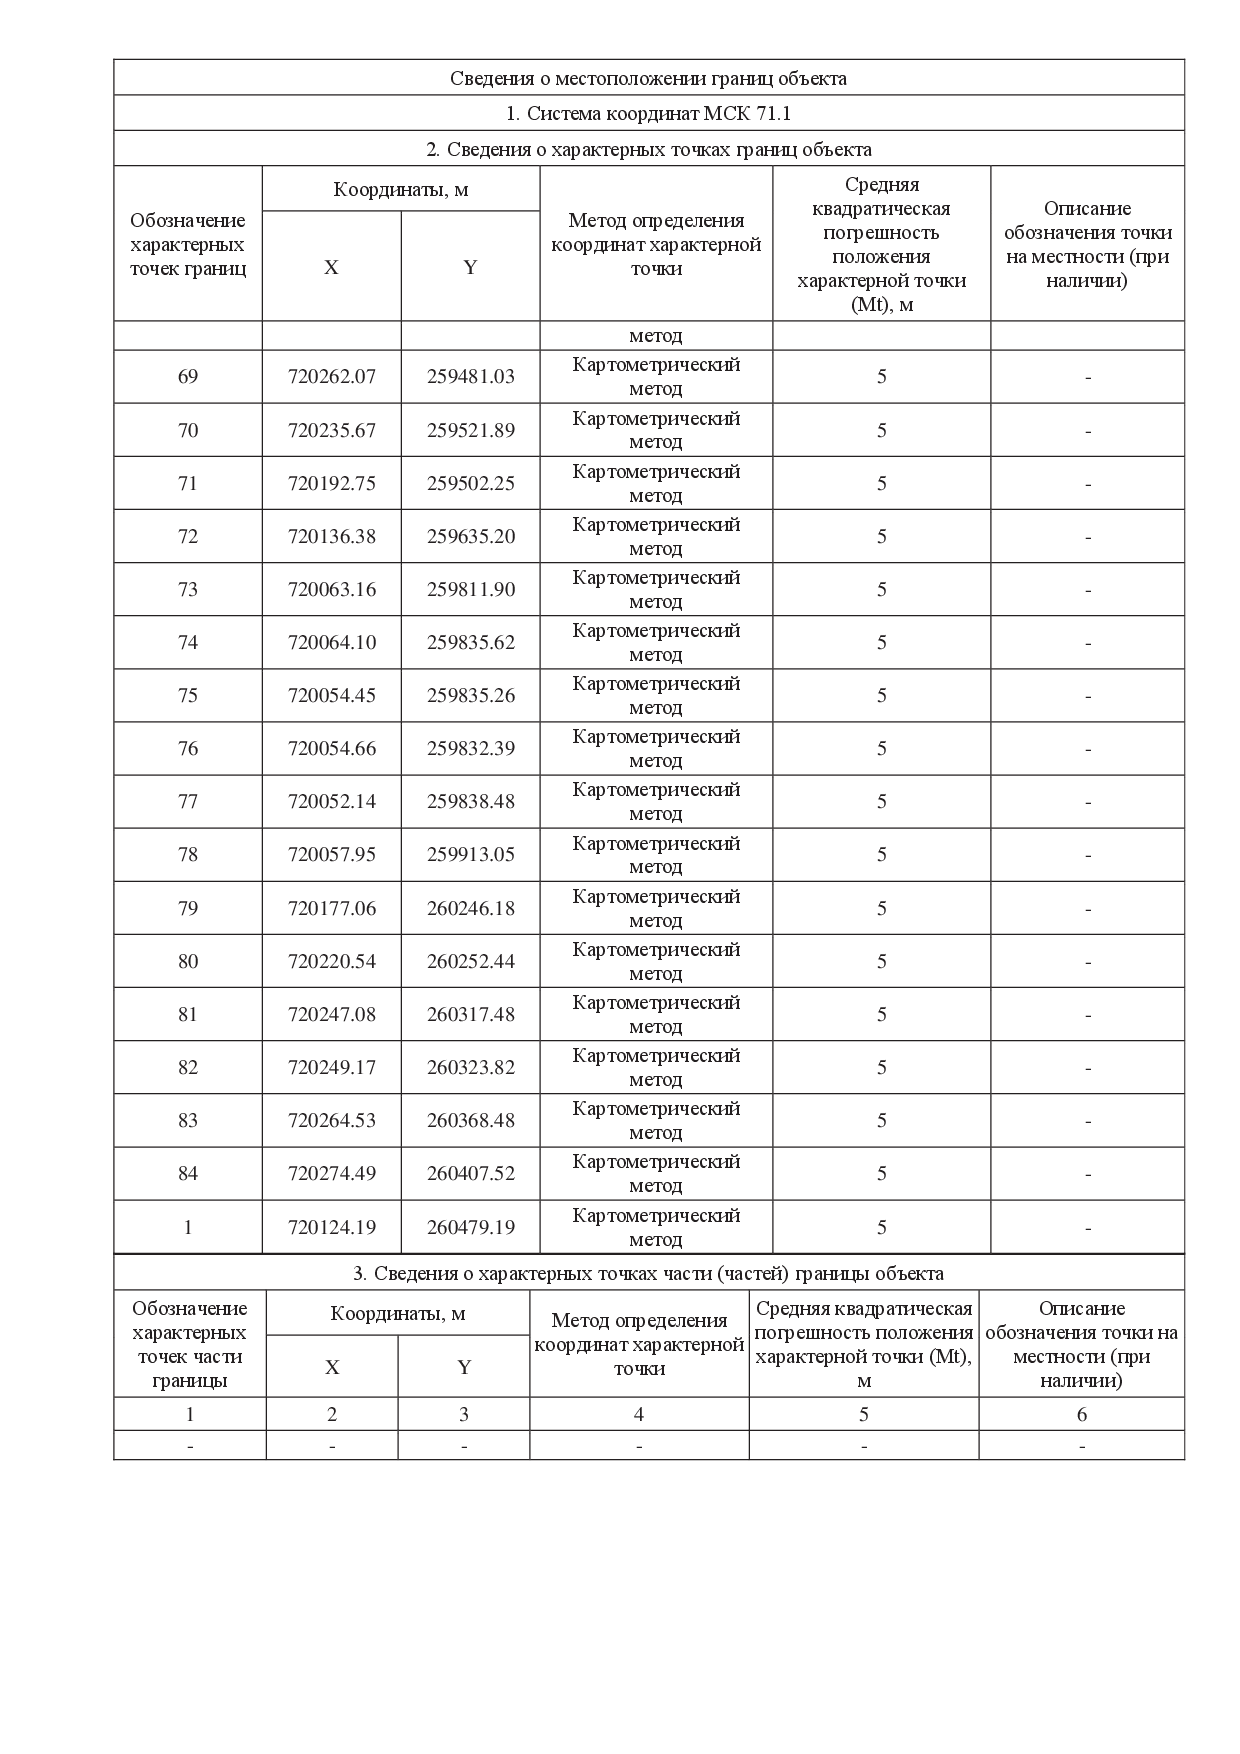 Сведения о местоположении границ объекта
1. Система координат МСК 71.1
2. Сведения о характерных точках границ объекта
Обозначение
характерных
точек границ
Координаты, м
X
Y
Метод определения
координат характерной
точки
Средняя
квадратическая
погрешность
положения
характерной точки
(Mt), м
Описание
обозначения точки
на местности (при
наличии)
метод
69 720262.07 259481.03 Картометрический
метод 5 -
70 720235.67 259521.89 Картометрический
метод 5 -
71 720192.75 259502.25 Картометрический
метод 5 -
72 720136.38 259635.20 Картометрический
метод 5 -
73 720063.16 259811.90 Картометрический
метод 5 -
74 720064.10 259835.62 Картометрический
метод 5 -
75 720054.45 259835.26 Картометрический
метод 5 -
76 720054.66 259832.39 Картометрический
метод 5 -
77 720052.14 259838.48 Картометрический
метод 5 -
78 720057.95 259913.05 Картометрический
метод 5 -
79 720177.06 260246.18 Картометрический
метод 5 -
80 720220.54 260252.44 Картометрический
метод 5 -
81 720247.08 260317.48 Картометрический
метод 5 -
82 720249.17 260323.82 Картометрический
метод 5 -
83 720264.53 260368.48 Картометрический
метод 5 -
84 720274.49 260407.52 Картометрический
метод 5 -
1 720124.19 260479.19 Картометрический
метод 5 -
3. Сведения о характерных точках части (частей) границы объекта
Обозначение
характерных
точек части
границы
Координаты, м
X
Y
Метод определения
координат характерной
точки
Средняя квадратическая
погрешность положения
характерной точки (Mt),
м
Описание
обозначения точки на
местности (при
наличии)
1 2 3 4 5 6
- - - - - -